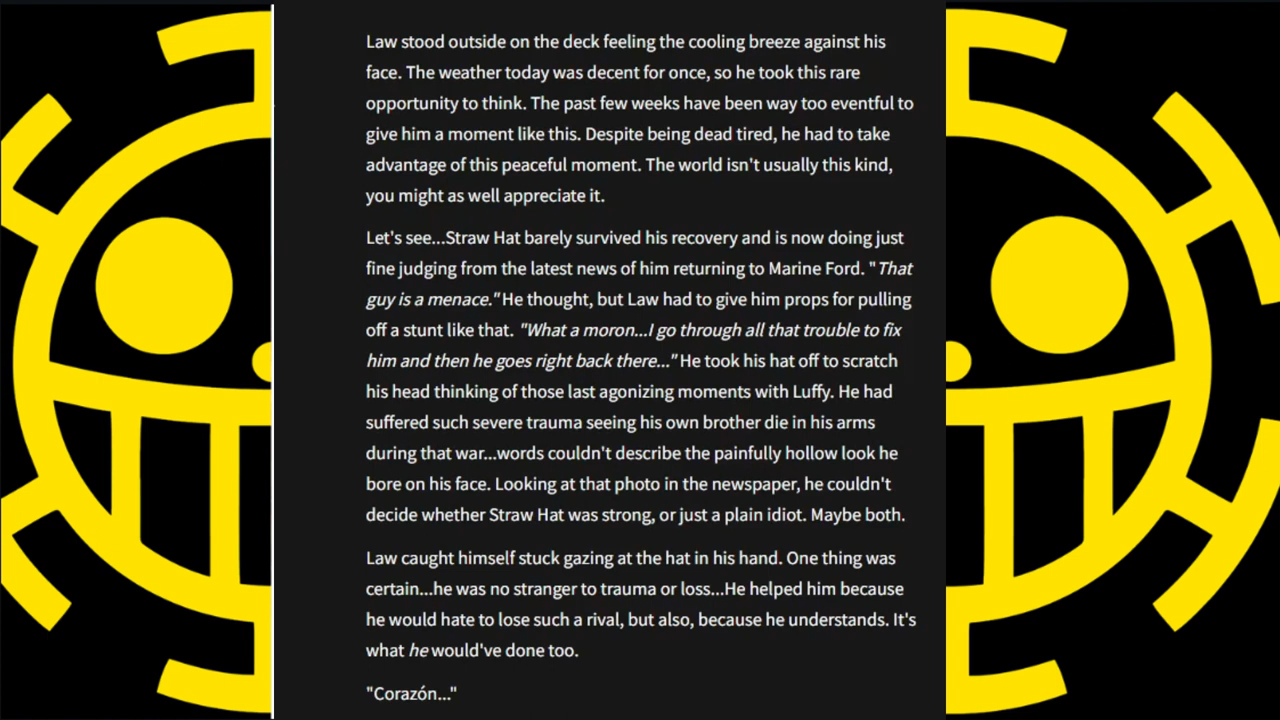 Law stood outside on the deck feeling the cooling breeze against his
face. The weather today was decent for once, so he took this rare
opportunity to think. The past few weeks have been way too eventful to
give him a moment like this. Despite being dead tired, he had to take
advantage of this peaceful moment. The world isn't usually this kind,
you might as well appreciate it.
Let's see...Straw Hat barely survived his recovery and is now doing just
fine judging from the latest news of him returning to Marine Ford. "That
guy is a menace." He thought, but Law had to give him props for pulling
off a stunt like that. "What a moron...I go through all that trouble to fix
him and then he goes right back there..." He took his hat off to scratch
his head thinking of those last agonizing moments with Luffy. He had
suffered such severe trauma seeing his own brother die in his arms
during that war...words couldn't describe the painfully hollow look he
bore on his face. Looking at that photo in the newspaper, he couldn't
decide whether Straw Hat was strong, or just a plain idiot. Maybe both.
Law caught himself stuck gazing at the hat in his hand. One thing was
certain...he was no stranger to trauma or loss...He helped him because
he would hate to lose such a rival, but also, because he understands. It's
what he would've done too.
"Corazón..."